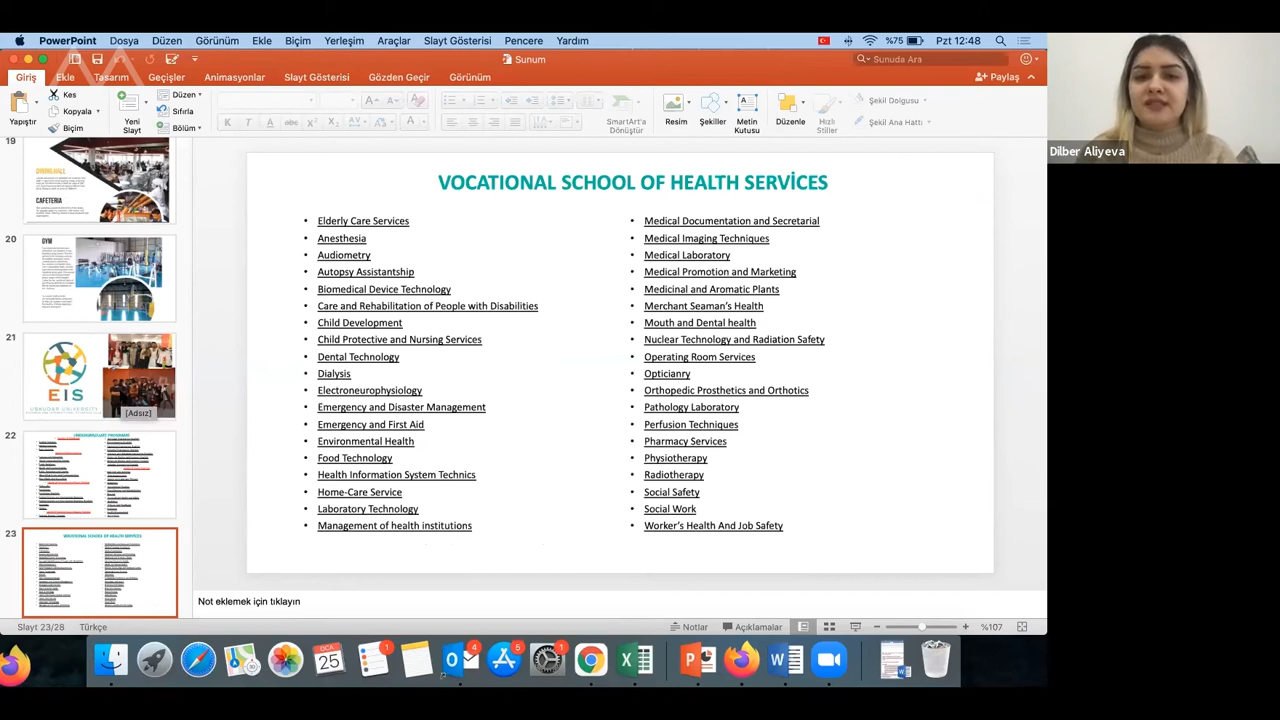 PowerPoint Dosya Düzen Görünüm Ekle Biçim Yerleşim Araçlar Slayt Gösterisi Pencere Yardım %75 Pzt 12:48
Sunum
Sunuda Ara
Giriş Ekle Tasarım Geçişler Animasyonlar Slayt Gösterisi Gözden Geçir Görünüm Paylaş
Kes
Kopyala
Biçim
Yapıştır
Yeni
Slayt
Düzen
Sıfırla
Bölüm
SmartArt'a
Dönüştür
Resim
Şekiller
Metin
Kutusu
Düzenle
Hızlı
Stiller
Şekil Dolgusu
Şekil Ana Hattı
Dilber Aliyeva
19
DINING HALL
CAFETERIA
20
GYM
21
EIS
ÜSKÜDAR UNIVERSITY
[Adsız]
22
23
VOCATIONAL SCHOOL OF HEALTH SERVİCES
VOCATIONAL SCHOOL OF HEALTH SERVİCES
• Elderly Care Services
• Anesthesia
• Audiometry
• Autopsy Assistantship
• Biomedical Device Technology
• Care and Rehabilitation of People with Disabilities
• Child Development
• Child Protective and Nursing Services
• Dental Technology
• Dialysis
• Electroneurophysiology
• Emergency and Disaster Management
• Emergency and First Aid
• Environmental Health
• Food Technology
• Health Information System Technics
• Home-Care Service
• Laboratory Technology
• Management of health institutions
• Medical Documentation and Secretarial
• Medical Imaging Techniques
• Medical Laboratory
• Medical Promotion and Marketing
• Medicinal and Aromatic Plants
• Merchant Seaman's Health
• Mouth and Dental health
• Nuclear Technology and Radiation Safety
• Operating Room Services
• Opticianry
• Orthopedic Prosthetics and Orthotics
• Pathology Laboratory
• Perfusion Techniques
• Pharmacy Services
• Physiotherapy
• Radiotherapy
• Social Safety
• Social Work
• Worker's Health And Job Safety
Not eklemek için tıklayın
Slayt 23/28 Türkçe Notlar Açıklamalar %107
OCA
25
1
4
5
1